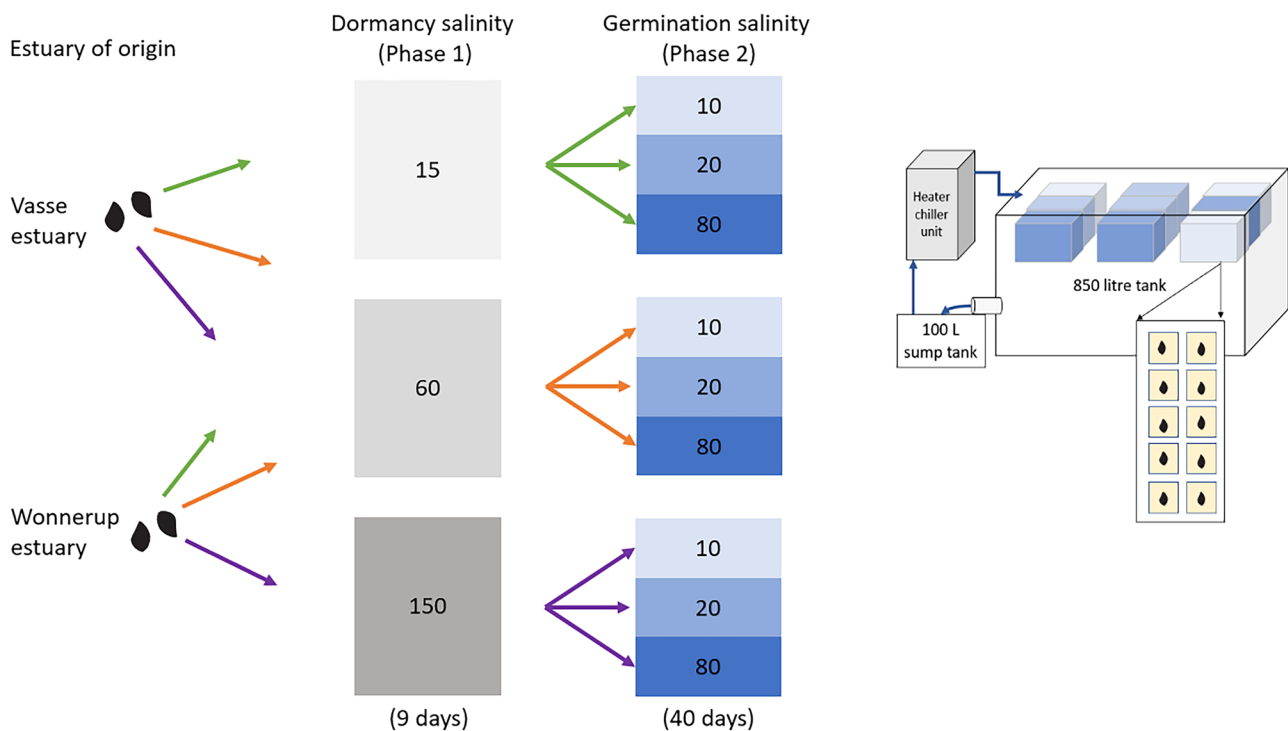 Estuary of origin
Dormancy salinity
(Phase 1)
Germination salinity
(Phase 2)
Vasse
estuary
Wonnerup
estuary
15
60
150
(9 days)
10
20
80
10
20
80
10
20
80
(40 days)
Heater
chiller
unit
850 litre tank
100 L
sump tank